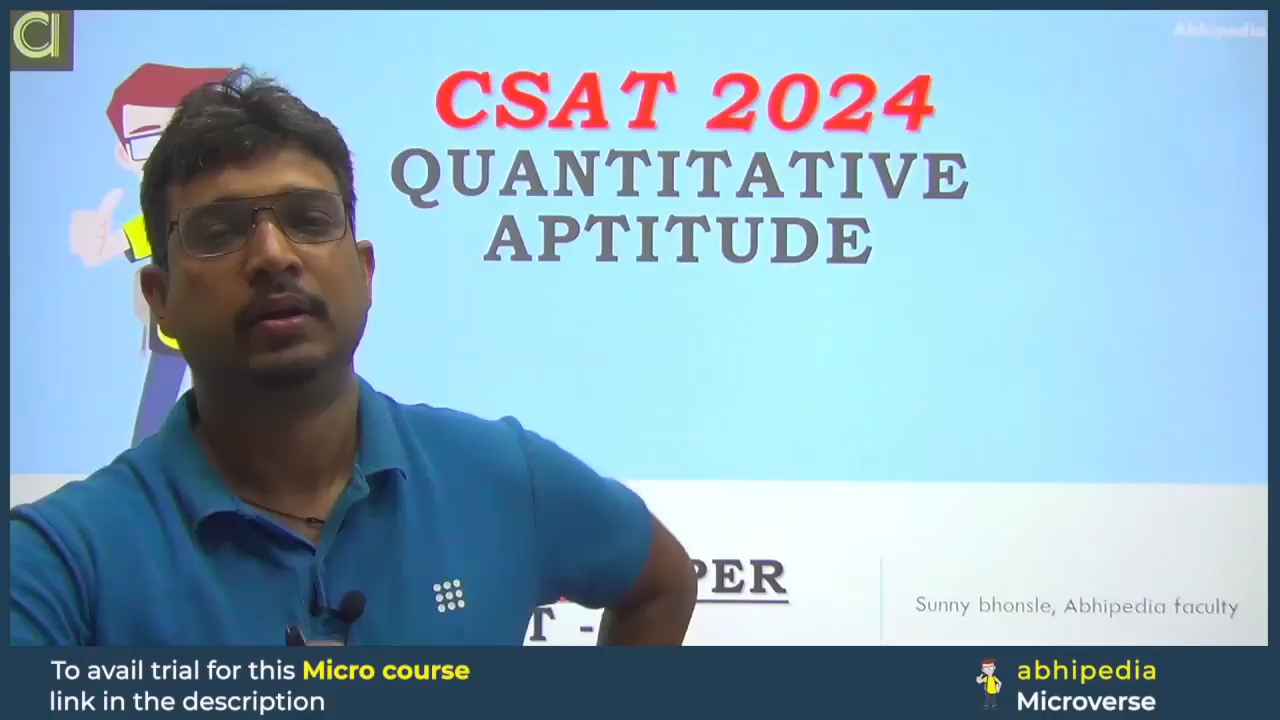 Abhipedia
CSAT 2024
QUANTITATIVE
APTITUDE
Sunny bhonsle, Abhipedia faculty
To avail trial for this Micro course
link in the description
abhipedia
Microverse